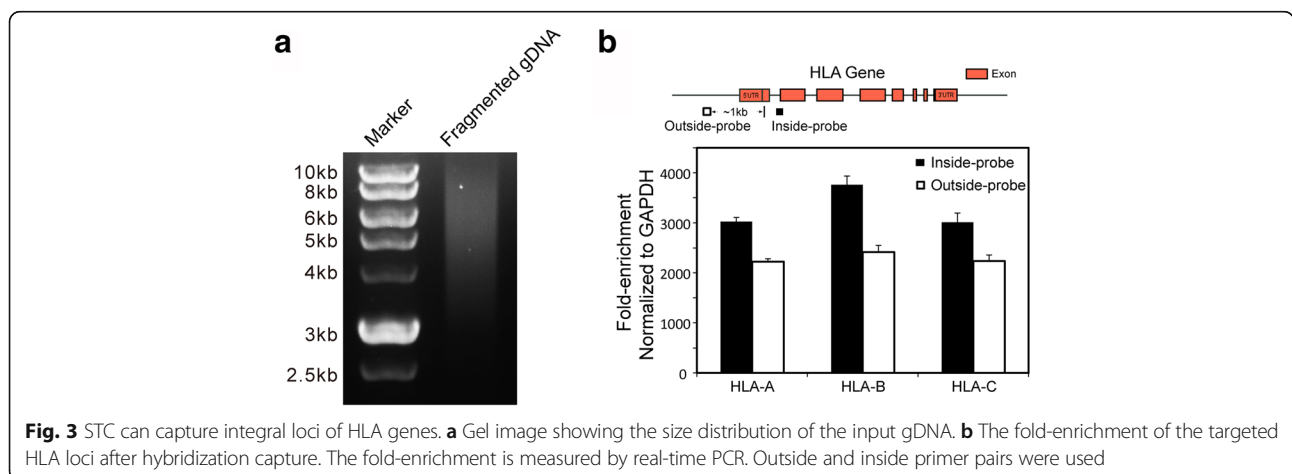 a
Marker
Fragmented gDNA
10kb
8kb
6kb
5kb
4kb
3kb
2.5kb
b
HLA Gene
Exon
5'UTR
3'UTR
~1kb
Outside-probe
Inside-probe
Fold-enrichment
Normalized to GAPDH
4000
3000
2000
1000
0
Inside-probe
Outside-probe
HLA-A
HLA-B
HLA-C
Fig. 3 STC can capture integral loci of HLA genes. a Gel image showing the size distribution of the input gDNA. b The fold-enrichment of the targeted
HLA loci after hybridization capture. The fold-enrichment is measured by real-time PCR. Outside and inside primer pairs were used